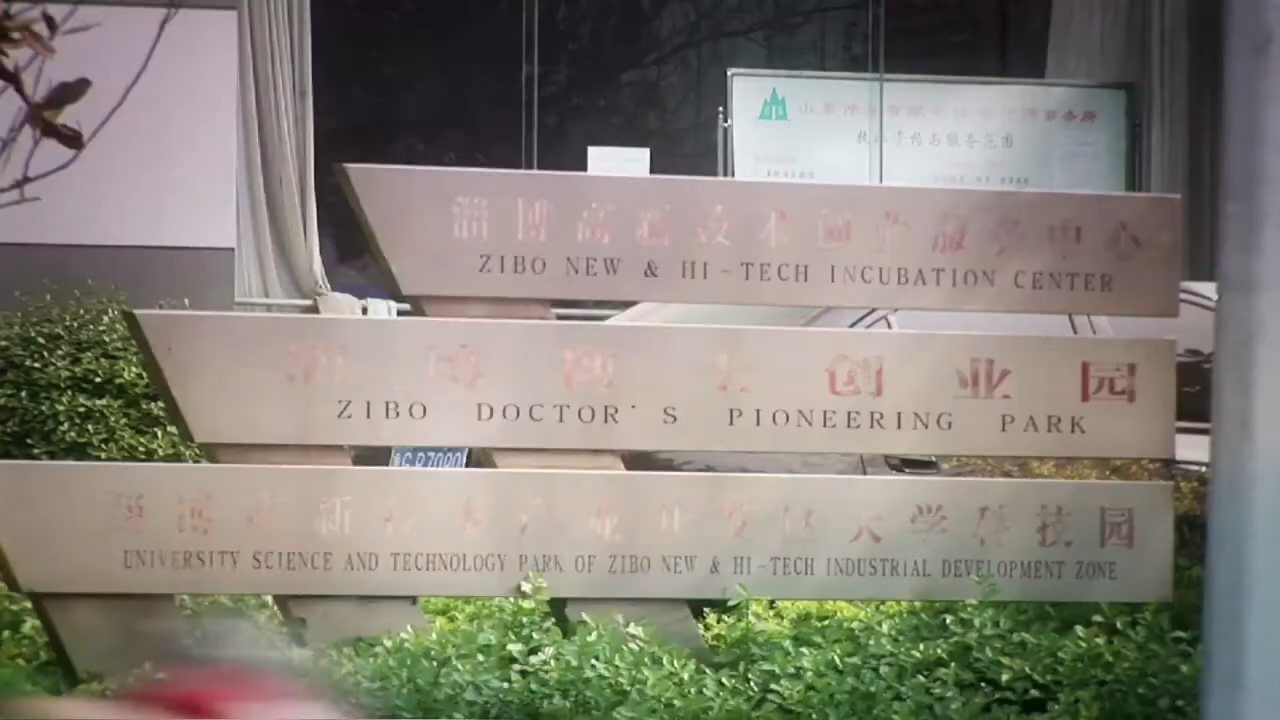 淄博高新技术创业服务中心
ZIBO NEW & HI-TECH INCUBATION CENTER
淄博博士创业园
ZIBO DOCTOR'S PIONEERING PARK
淄博高新技术产业开发区大学科技园
UNIVERSITY SCIENCE AND TECHNOLOGY PARK OF ZIBO NEW & HI-TECH INDUSTRIAL DEVELOPMENT ZONE